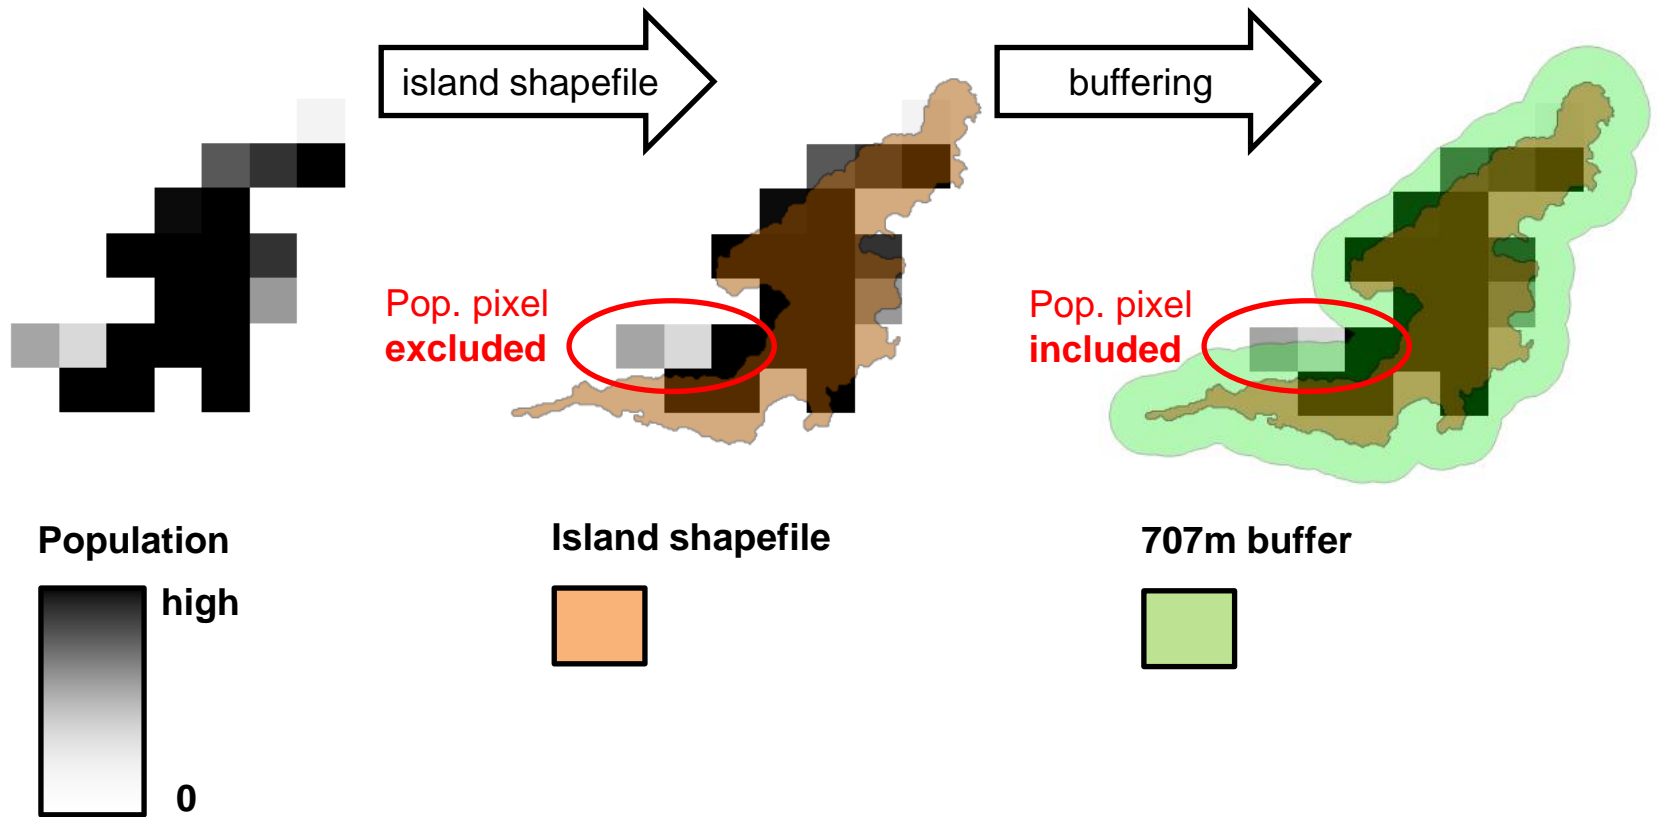 island shapefile
buffering
Pop. pixel
excluded
Pop. pixel
included
Population
high
0
Island shapefile
707m buffer